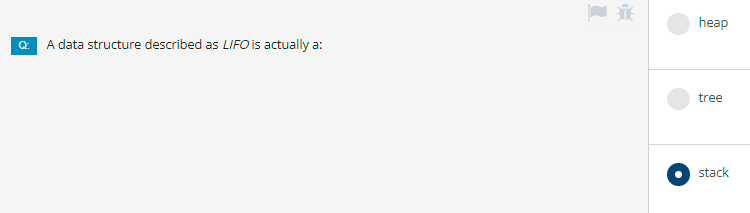 Q: A data structure described as LIFO is actually a:
heap
tree
stack